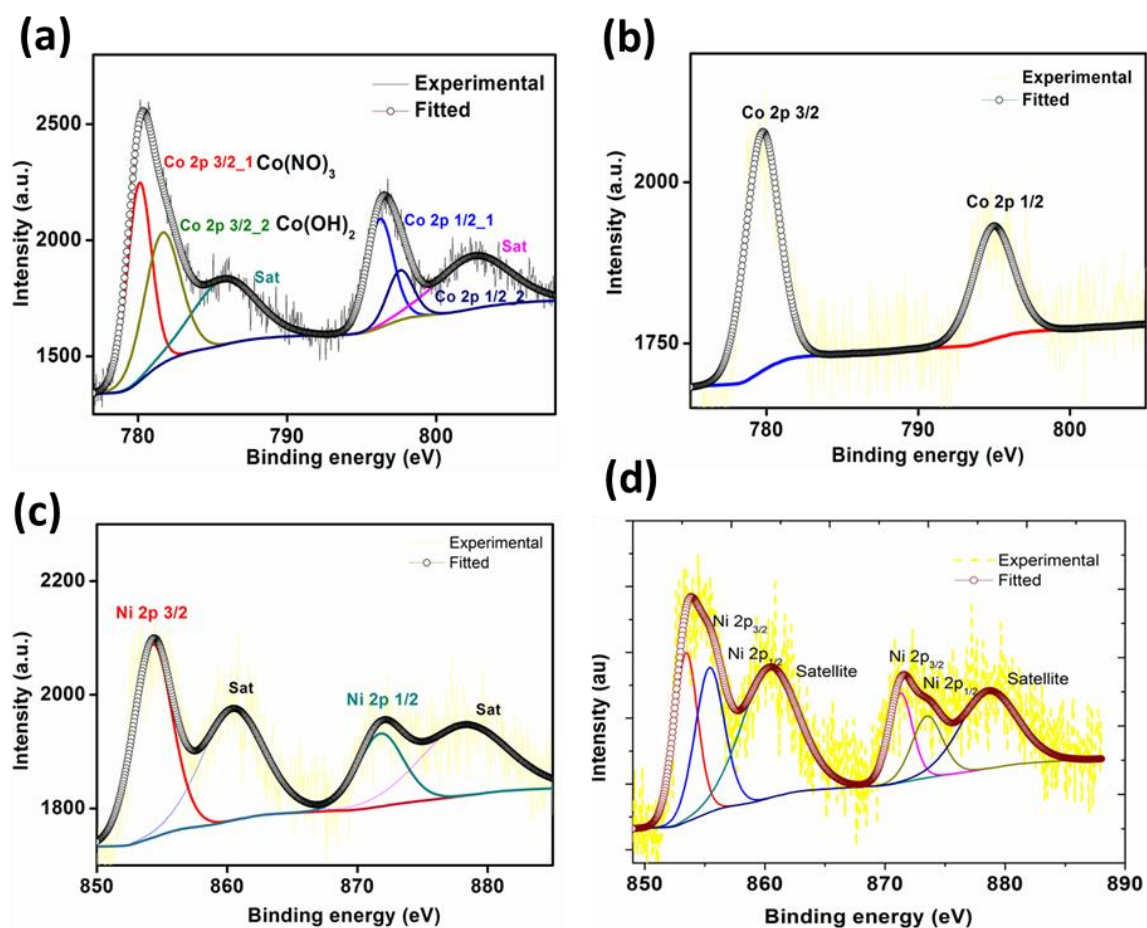 (a)
Experimental
Fitted
2500
Co 2p 3/2_1 Co(NO)3
Co 2p 3/2_2 Co(OH)2
Co 2p 1/2_1
Sat
Sat
Co 2p 1/2_2
2000
1500
Intensity (a.u.)
780 790 800
Binding energy (eV)
(b)
Experimental
Fitted
Co 2p 3/2
Co 2p 1/2
2000
1750
Intensity (a.u.)
780 790 800
Binding energy (eV)
(c)
Experimental
Fitted
2200
Ni 2p 3/2
Sat
Ni 2p 1/2
Sat
2000
1800
Intensity (a.u.)
850 860 870 880
Binding energy (eV)
(d)
Experimental
Fitted
Ni 2p3/2
Ni 2p1/2
Satellite
Ni 2p3/2
Ni 2p1/2
Satellite
Intensity (au)
850 860 870 880 890
Binding energy (eV)